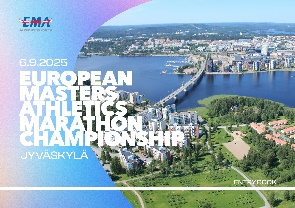 EMA
6.9.2025
EUROPEAN
MASTERS
ATHLETICS
MARATHON
CHAMPIONSHIP
JYVÄSKYLÄ
ENTRYBOOK